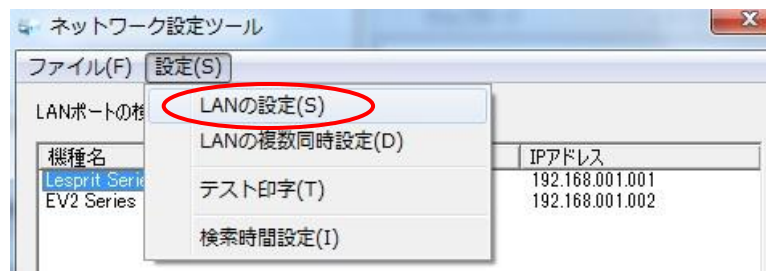 ネットワーク設定ツール
ファイル(F) 設定(S)
LANの設定(S)
LANポートの検
LANの複数同時設定(D)
機種名 IPアドレス
Lesprit Serie 192.168.001.001
テスト印字(T)
EV2 Series 192.168.001.002
検索時間設定(I)